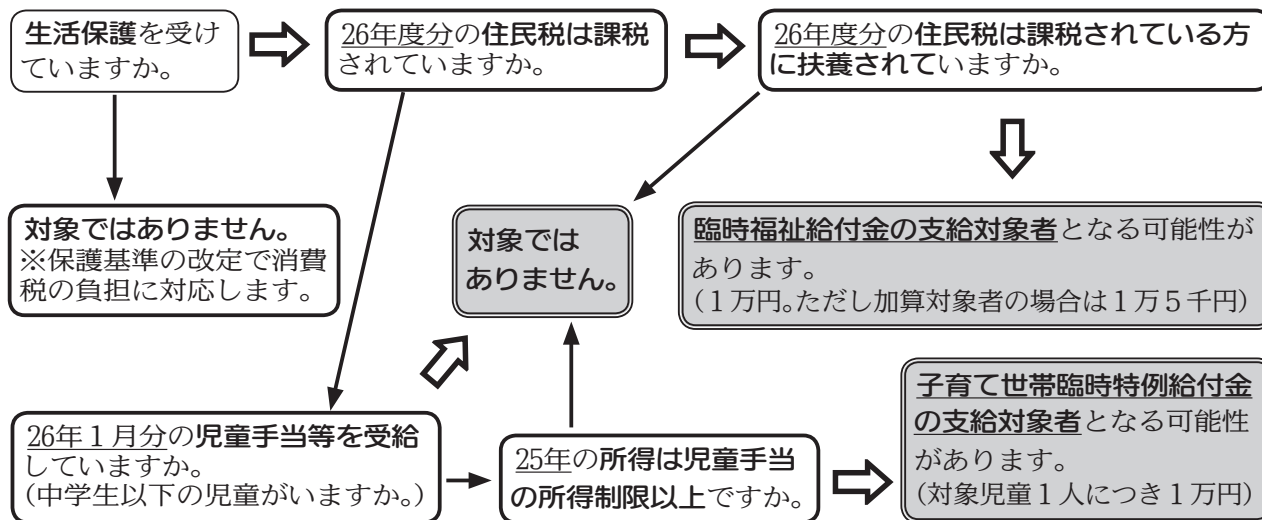 生活保護を受け
ていますか。
26年度分の住民税は課税
されていますか。
26年度分の住民税は課税されている方
に扶養されていますか。
対象ではありません。
※保護基準の改定で消費
税の負担に対応します。
対象では
ありません。
臨時福祉給付金の支給対象者となる可能性が
あります。
（１万円。ただし加算対象者の場合は１万５千円）
26年１月分の児童手当等を受給
していますか。
（中学生以下の児童がいますか。）
25年の所得は児童手当
の所得制限以上ですか。
子育て世帯臨時特例給付金
の支給対象者となる可能性
があります。
（対象児童１人につき１万円）